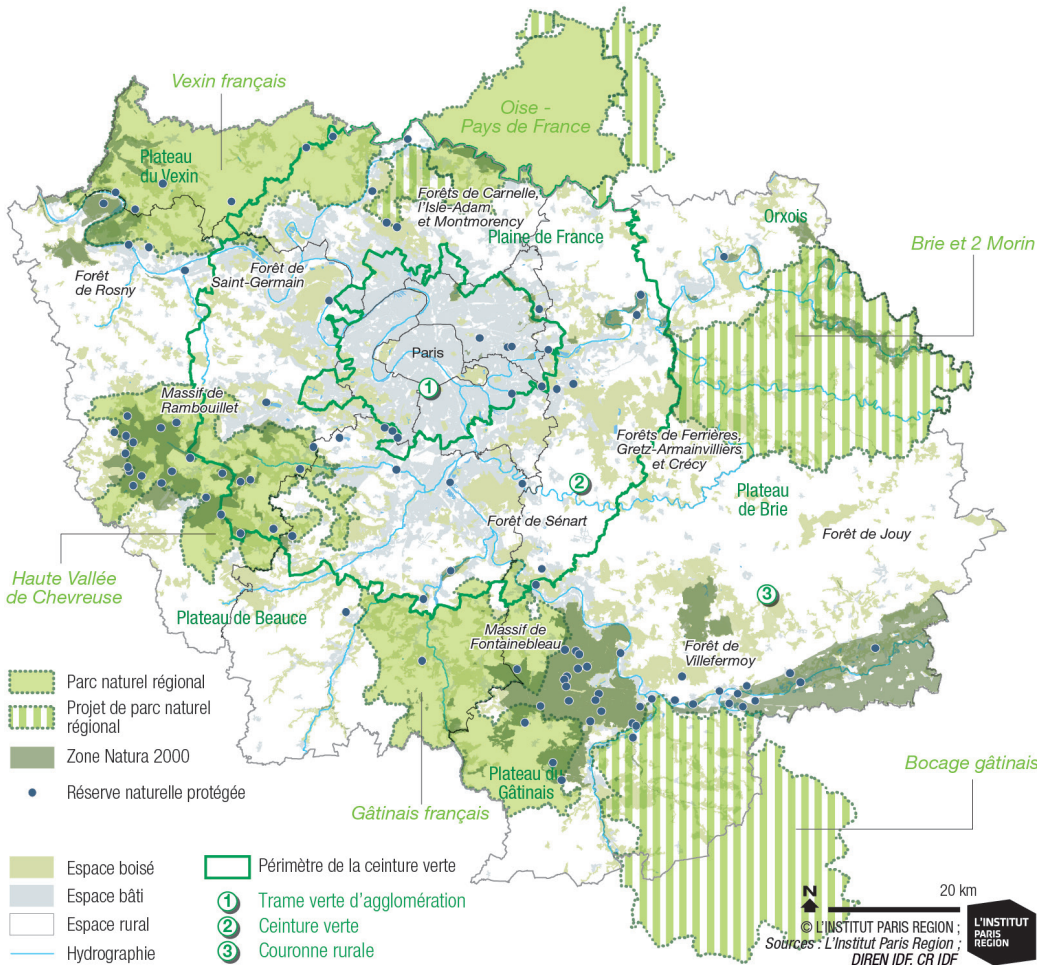 Vexin français
Oise -
Pays de France
Plateau
du Vexin
Forêts de Carnelle,
l'Isle-Adam
et Montmorency
Orxois
Plaine de France
Brie et 2 Morin
Forêt
de Rosny
Forêt de
Saint-Germain
Paris
1
Massif de
Rambouillet
Forêts de Ferrières,
Gretz-Armainvilliers
et Crécy
2
Plateau
de Brie
Forêt de Sénart
Forêt de Jouy
Haute Vallée
de Chevreuse
3
Plateau de Beauce
Massif de
Fontainebleau
Forêt de
Villefermoy
Parc naturel régional
Projet de parc naturel
régional
Zone Natura 2000
Réserve naturelle protégée
Plateau du
Gâtinais
Bocage gâtinais
Gâtinais français
Espace boisé
Espace bâti
Espace rural
Hydrographie
Périmètre de la ceinture verte
1 Trame verte d'agglomération
2 Ceinture verte
3 Couronne rurale
N
20 km
© L'INSTITUT PARIS REGION ;
Sources : L'Institut Paris Region ;
DIREN IDF, CR IDF
L'INSTITUT
PARIS
REGION